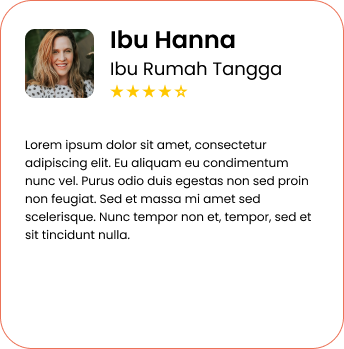 Ibu Hanna
Ibu Rumah Tangga
Lorem ipsum dolor sit amet, consectetur
adipiscing elit. Eu aliquam eu condimentum
nunc vel. Purus odio duis egestas non sed proin
non feugiat. Sed et massa mi amet sed
scelerisque. Nunc tempor non et, tempor, sed et
sit tincidunt nulla.